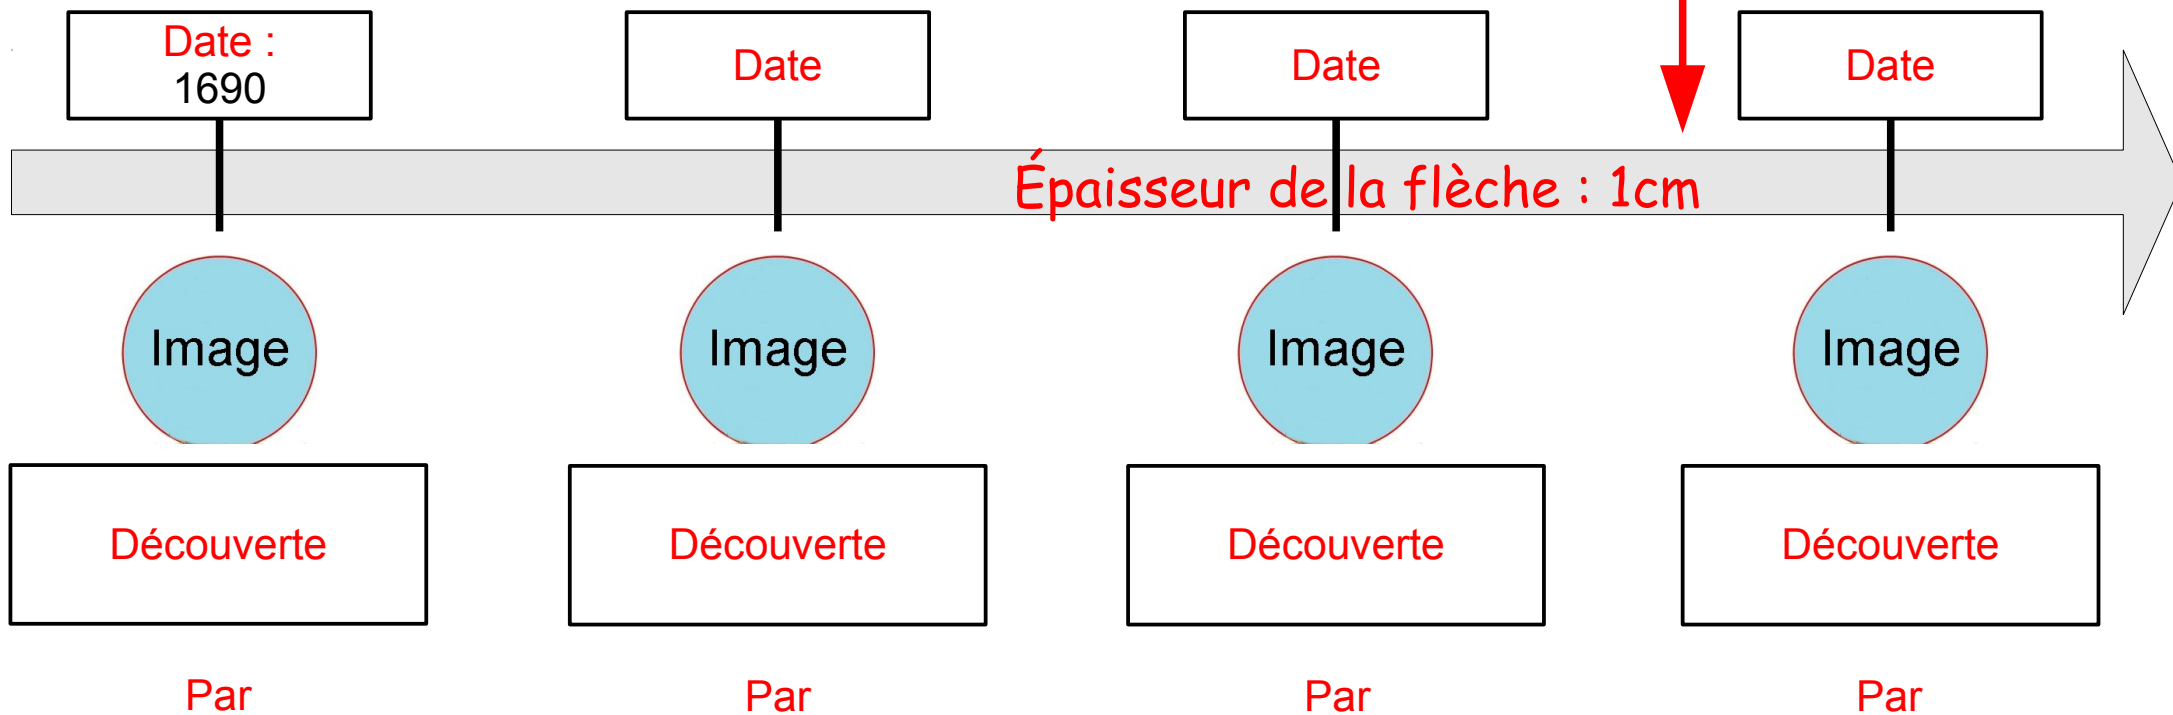 Date :
1690
Date
Date
Date
Épaisseur de la flèche : 1cm
Image
Image
Image
Image
Découverte
Découverte
Découverte
Découverte
Par
Par
Par
Par